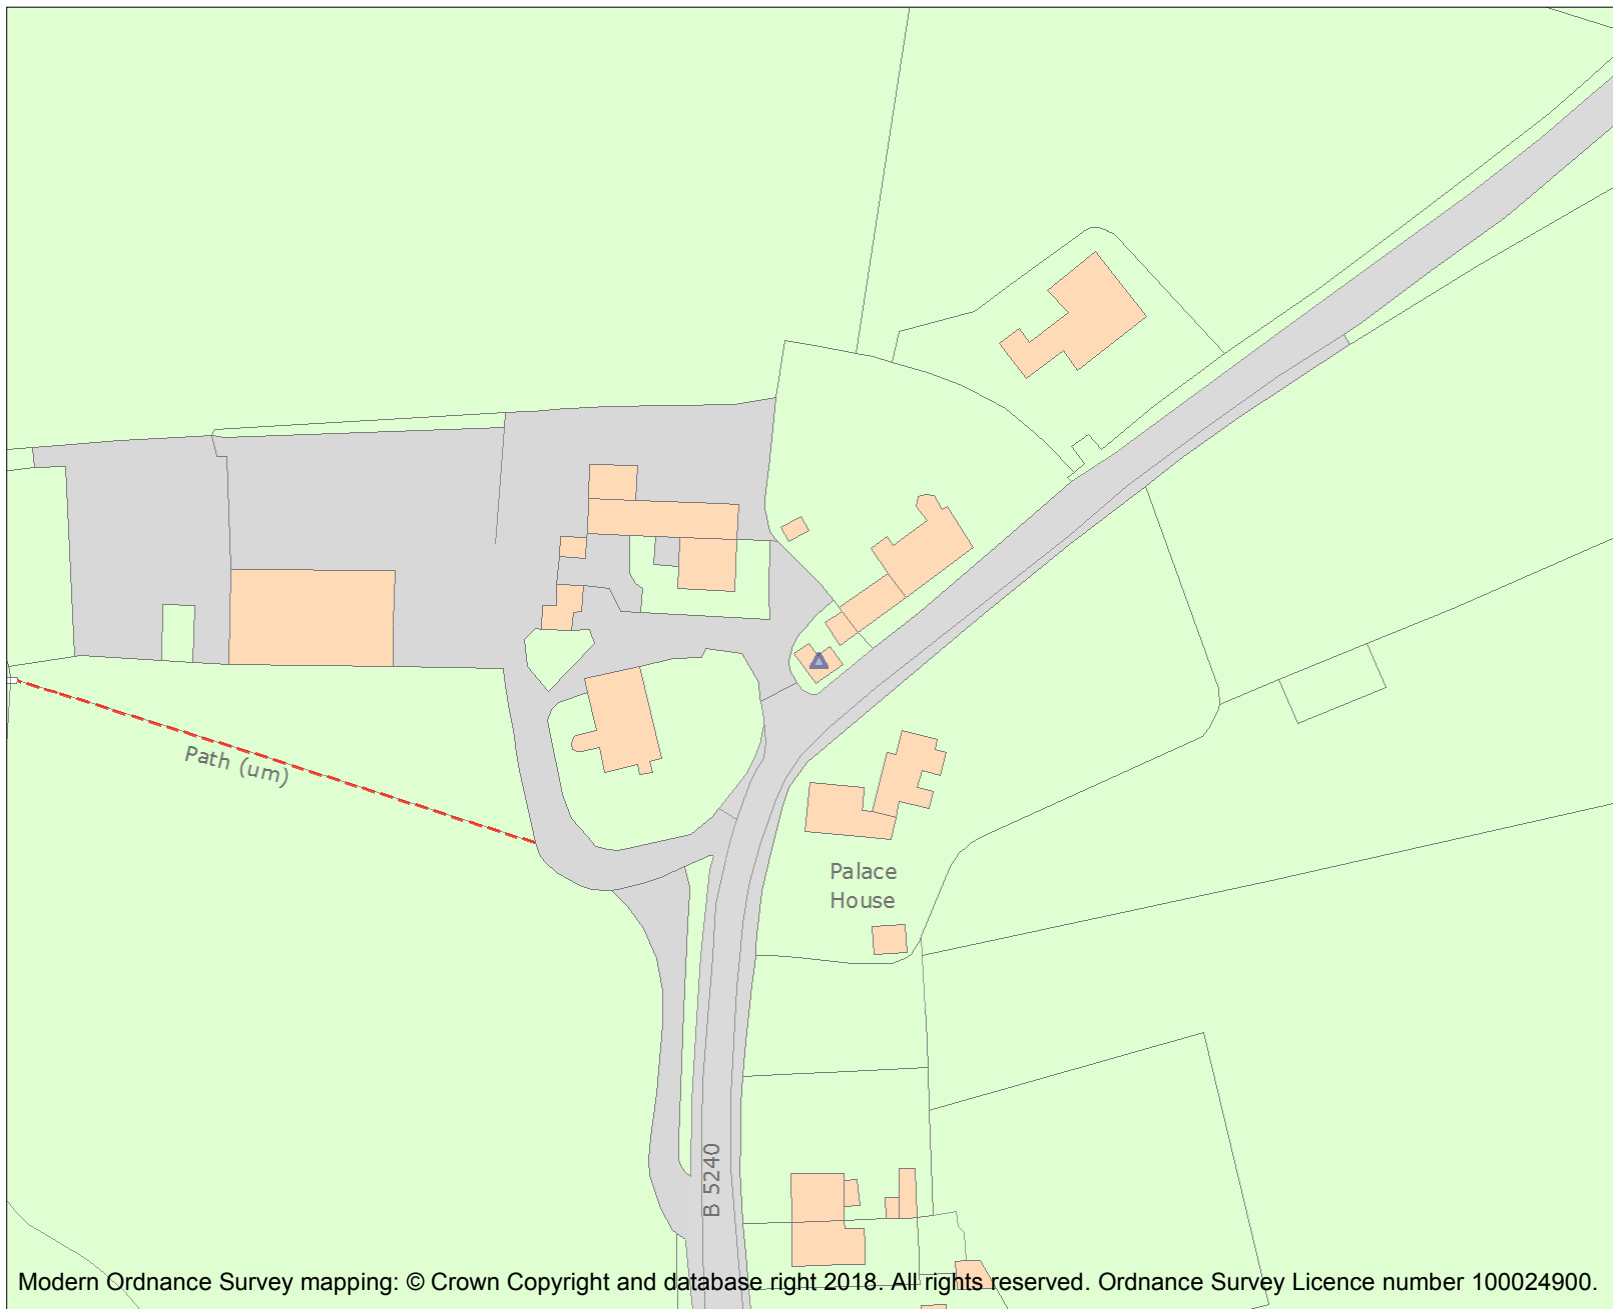 Path (um)
Palace
House
B 5240
Modern Ordnance Survey mapping: © Crown Copyright and database right 2018. All rights reserved. Ordnance Survey Licence number 100024900.